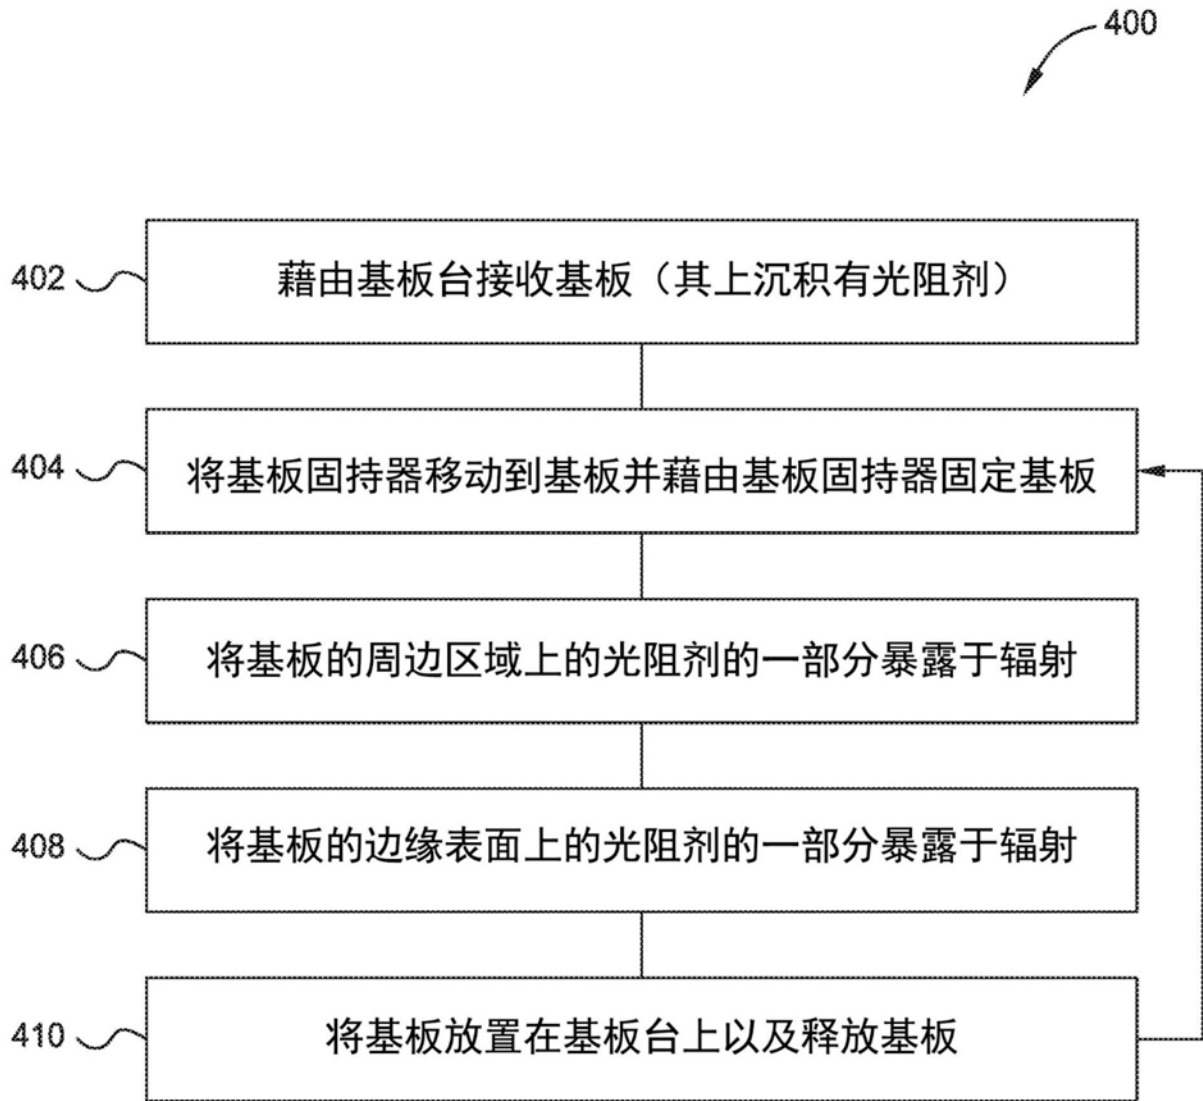 400
402
藉由基板台接收基板（其上沉积有光阻剂）
404
将基板固持器移动到基板并藉由基板固持器固定基板
406
将基板的周边区域上的光阻剂的一部分暴露于辐射
408
将基板的边缘表面上的光阻剂的一部分暴露于辐射
410
将基板放置在基板台上以及释放基板